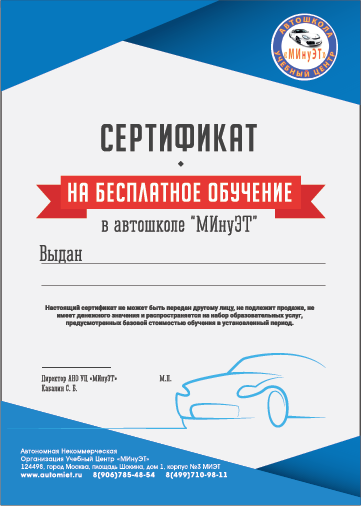 АВТОШКОЛА
«МИнуЭТ»
УЧЕБНЫЙ ЦЕНТР
СЕРТИФИКАТ
НА БЕСПЛАТНОЕ ОБУЧЕНИЕ
в автошколе "МИнуЭТ"
Выдан
Настоящий сертификат не может быть передан другому лицу, не подлежит продаже, не
имеет денежного значения и распространяется на набор образовательных услуг,
предусмотренных базовой стоимостью обучения в установленный период.
Директор АНО УЦ «МИнуЭТ» М.П.
Кабанин С. Б.
Автономная Некоммерческая
Организация Учебный Центр «МИнуЭТ»
124498, город Москва, площадь Шокина, дом 1, корпус №3 МИЭТ
www.automiet.ru 8(906)785-48-54 8(499)710-98-11